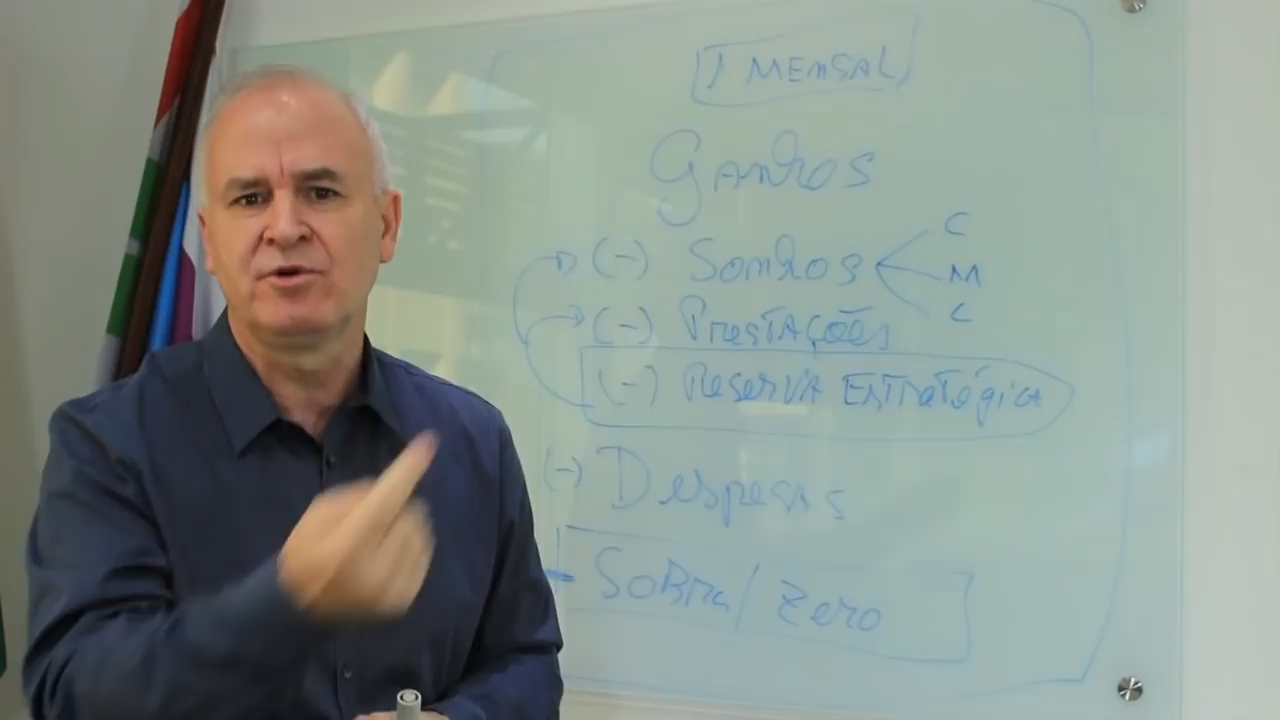 1 MENSAL
GANHOS
(-) SONHOS
C
M
L
(-) PRESTAÇÕES
(-) RESERVA ESTRATÉGICA
(-) DESPESAS
SOBRA / ZERO